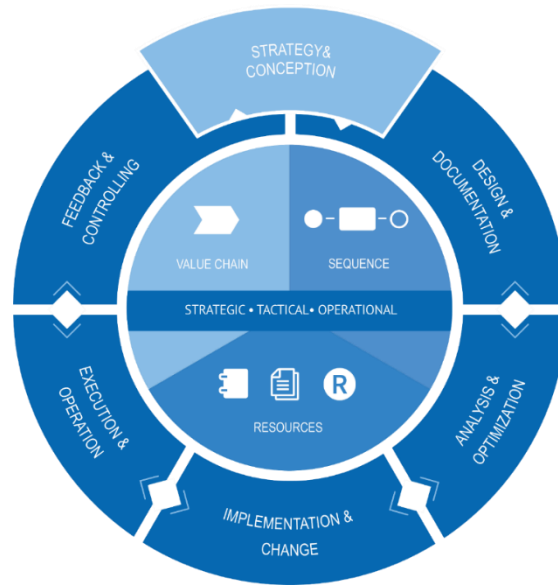 STRATEGY&
CONCEPTION
FEEDBACK &
CONTROLLING
DESIGN &
DOCUMENTATION
VALUE CHAIN
SEQUENCE
STRATEGIC • TACTICAL• OPERATIONAL
R
RESOURCES
EXECUTION &
OPERATION
ANALYSIS &
OPTIMIZATION
IMPLEMENTATION &
CHANGE